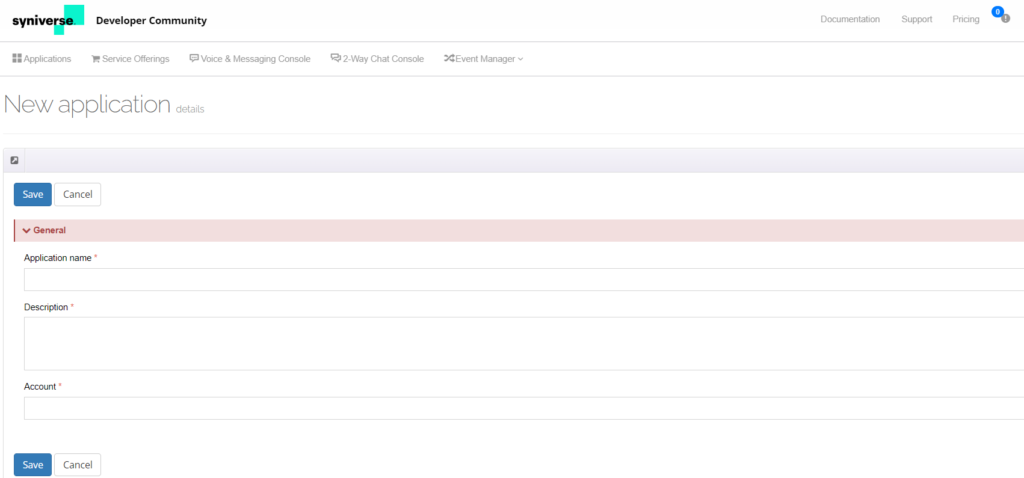 syniverse. Developer Community Documentation Support Pricing 0
Applications Service Offerings Voice & Messaging Console 2-Way Chat Console Event Manager
New application details
Save Cancel
General
Application name *
Description *
Account *
Save Cancel